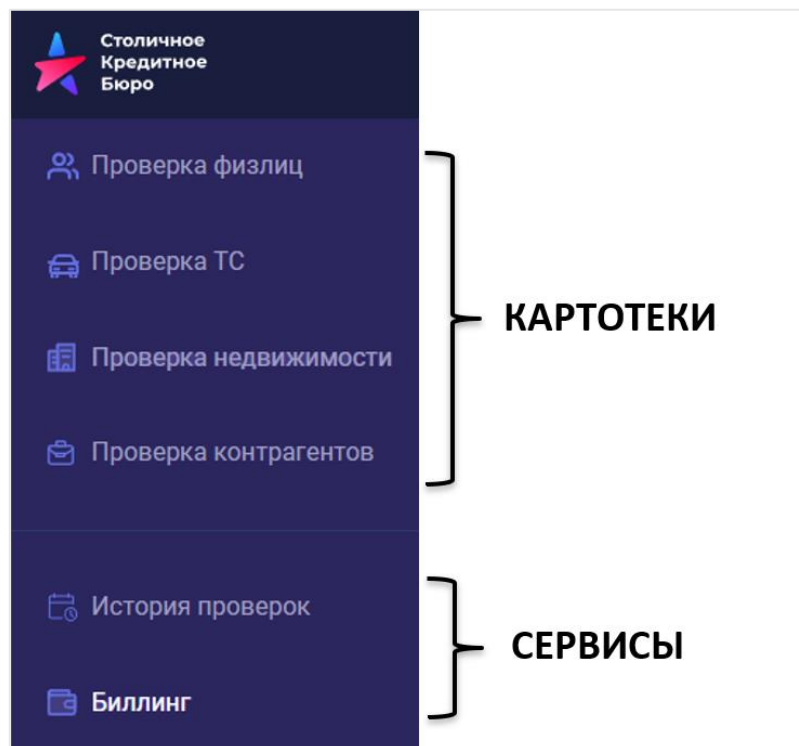 Столичное
Кредитное
Бюро
Проверка физлиц
Проверка ТС
Проверка недвижимости
Проверка контрагентов
КАРТОТЕКИ
История проверок
Биллинг
СЕРВИСЫ